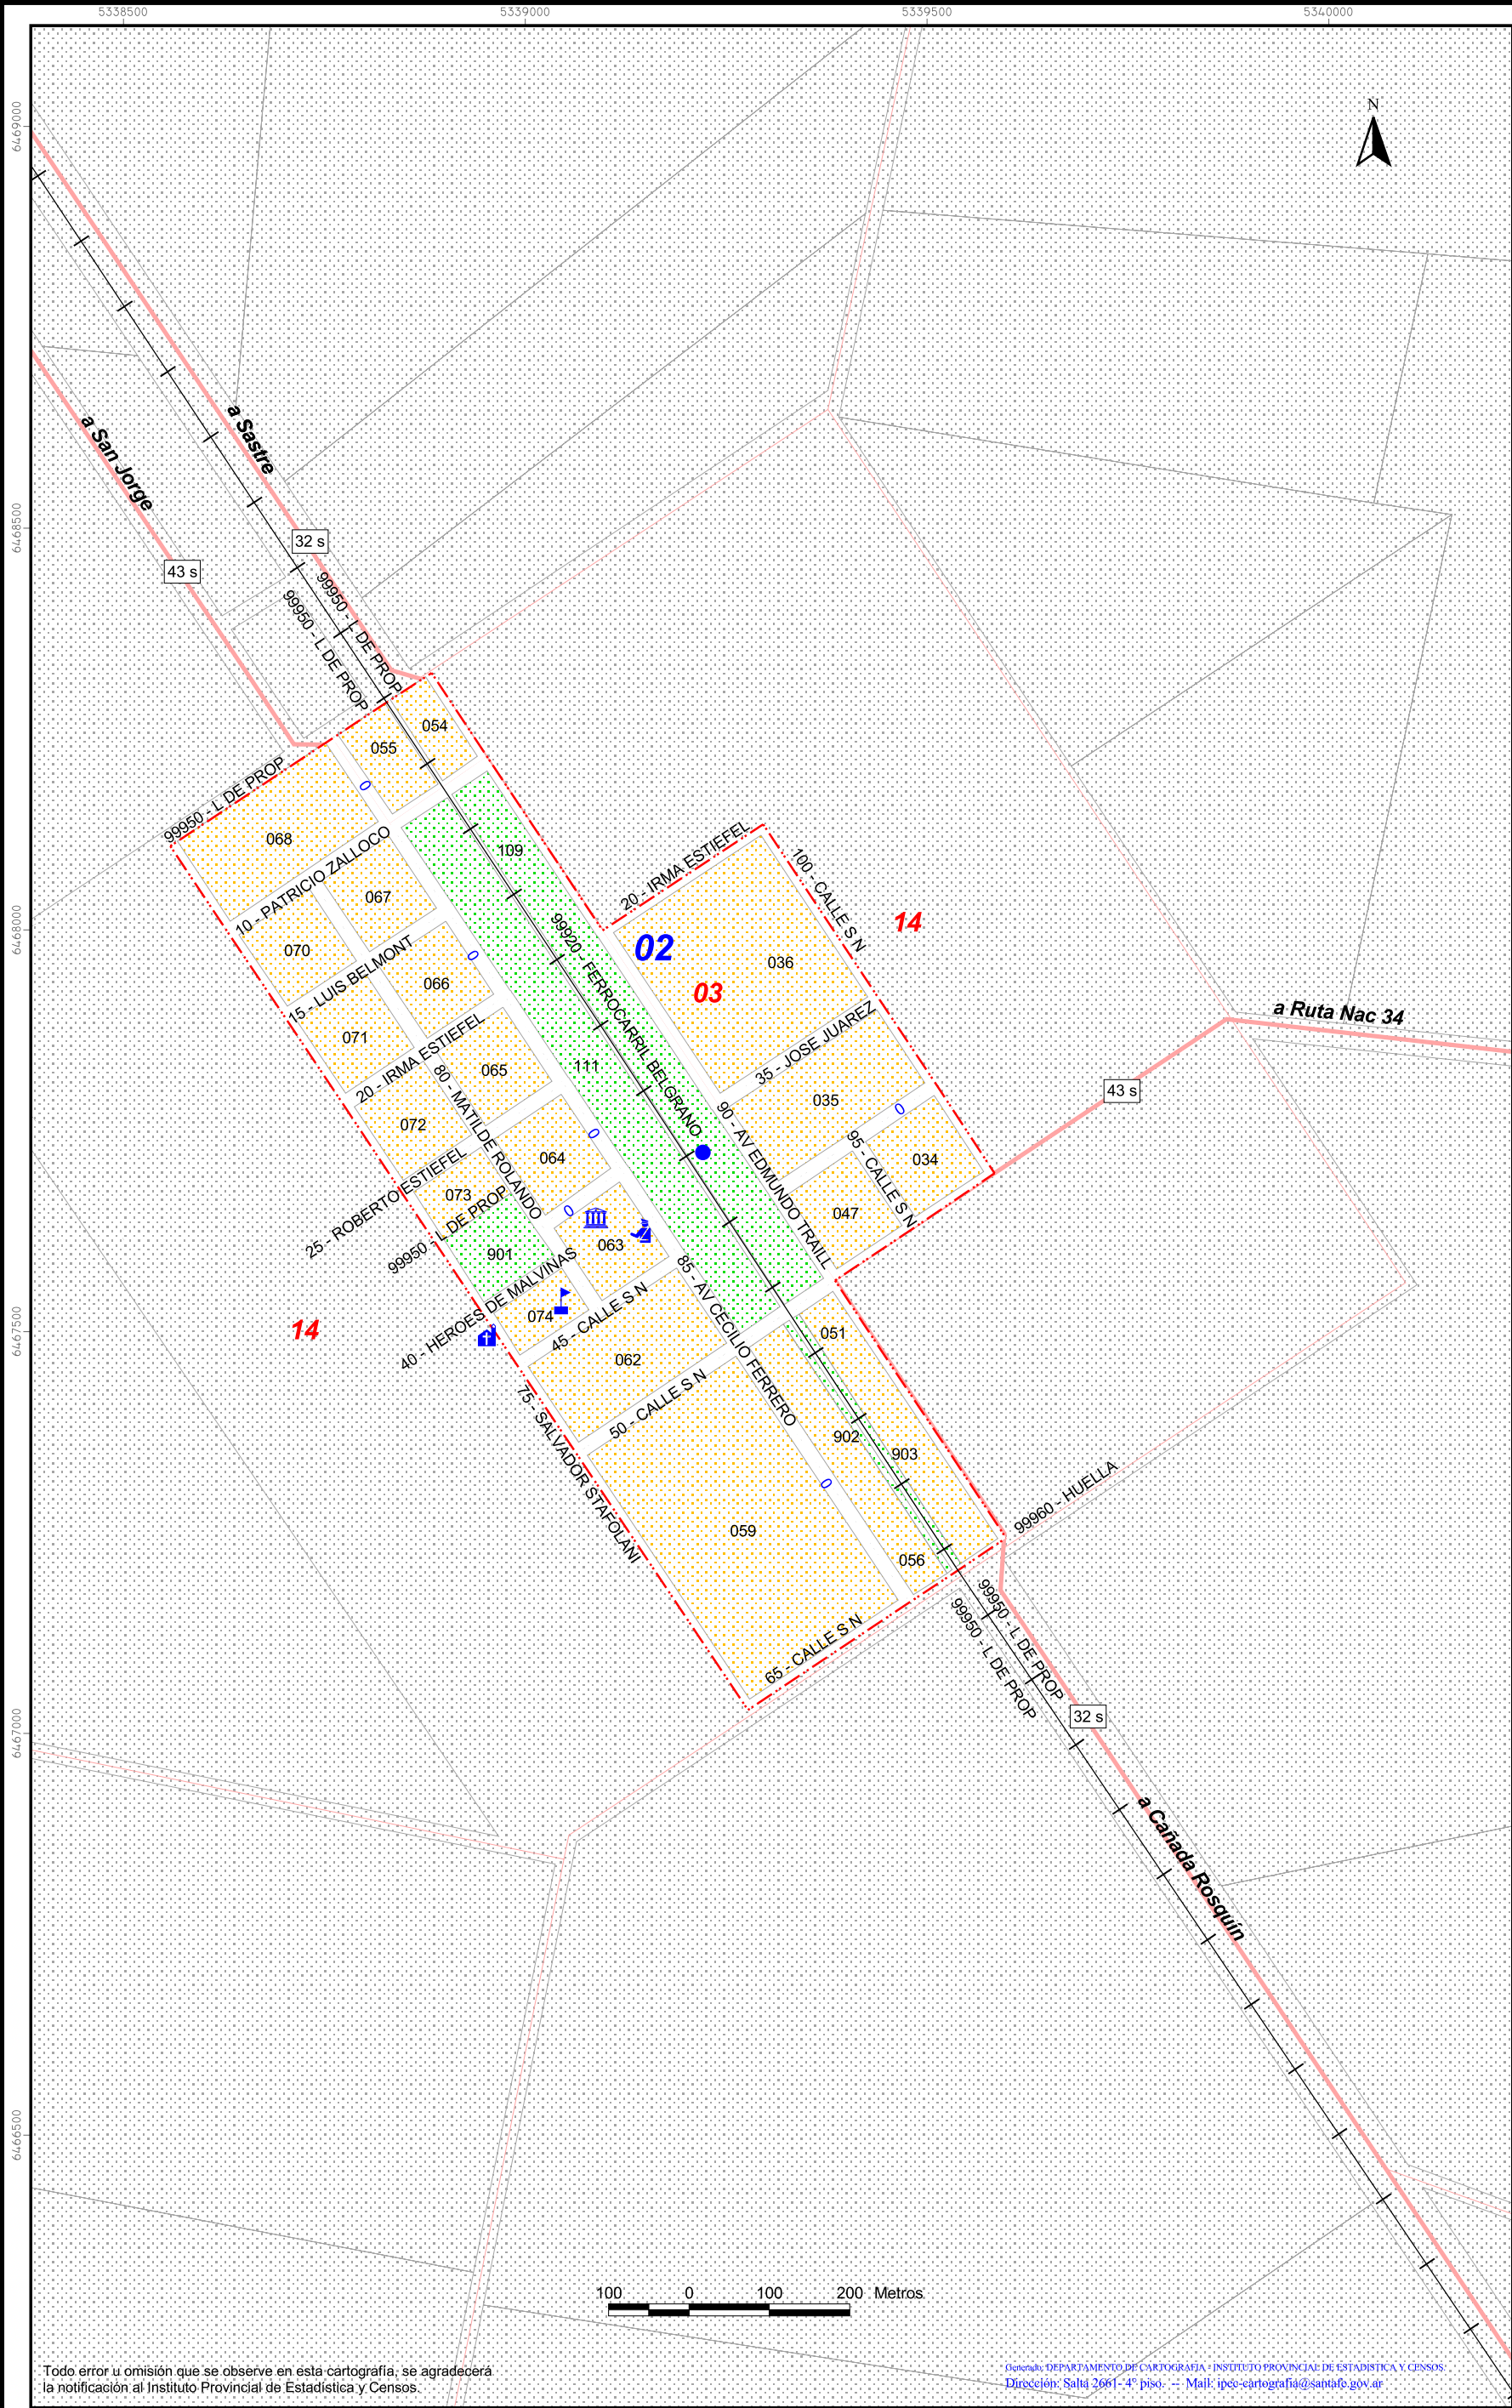 5338500
5339000
5339500
5340000
6469000
6468500
6468000
6467500
6467000
6466500
N
a Sastre
a San Jorge
32 s
43 s
99950 - L DE PROP
99950 - L DE PROP
054
055
0
99950 - L DE PROP
068
10 - PATRICIO ZALLOCO
109
067
20 - IRMA ESTIEFEL
100 - CALLE S N
14
02
99920 - FERROCARRIL BELGRANO
070
15 - LUIS BELMONT
0
036
066
03
a Ruta Nac 34
071
20 - IRMA ESTIEFEL
065
111
35 - JOSE JUAREZ
43 s
035
0
80 - MATILDE ROLANDO
90 - AV EDMUNDO TRAILL
072
0
95 - CALLE S N
064
034
25 - ROBERTO ESTIEFEL
073
99950 - L DE PROP
0
047
063
901
85 - AV CECILIO FERRERO
40 - HEROES DE MALVINAS
074
45 - CALLE S N
14
051
062
50 - CALLE S N
75 - SALVADOR STAFOLANI
902
903
0
99960 - HUELLA
059
056
99950 - L DE PROP
99950 - L DE PROP
65 - CALLE S N
32 s
a Cañada Rosquín
100 0 100 200 Metros
Todo error u omisión que se observe en esta cartografía, se agradecerá
la notificación al Instituto Provincial de Estadística y Censos.
Generado: DEPARTAMENTO DE CARTOGRAFIA - INSTITUTO PROVINCIAL DE ESTADISTICA Y CENSOS.
Dirección: Salta 2661- 4° piso. -- Mail: ipec-cartografia@santafe.gov.ar